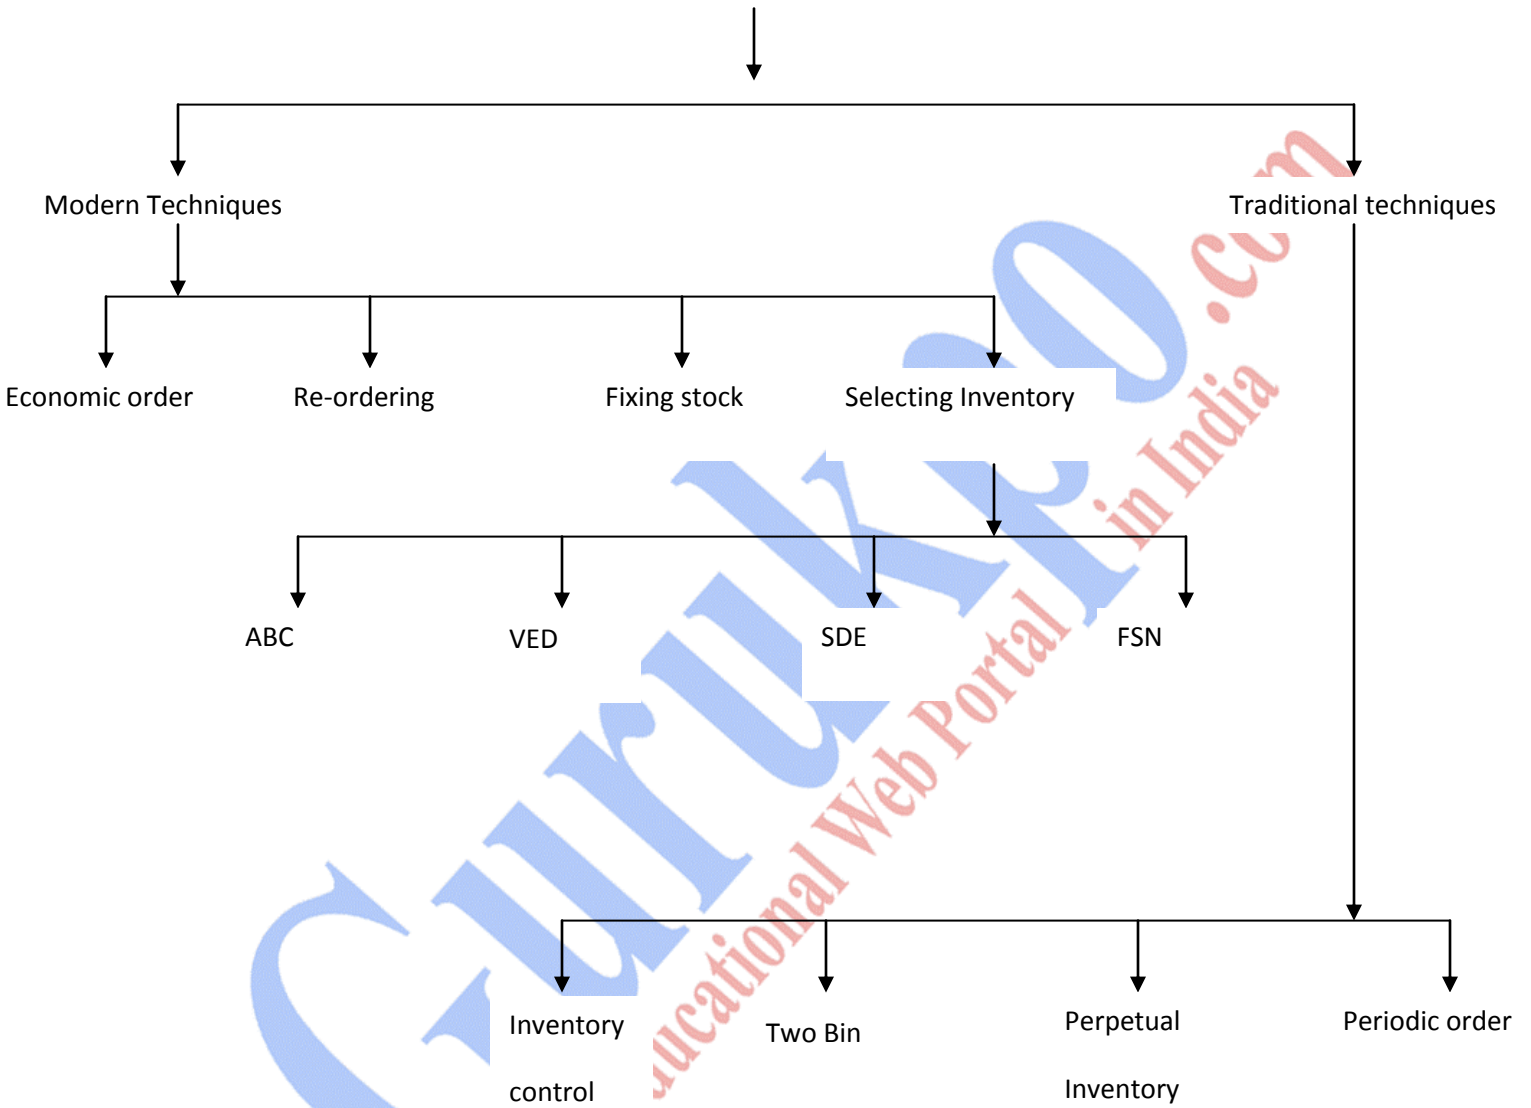 Modern Techniques
Traditional techniques
Economic order
Re-ordering
Fixing stock
Selecting Inventory
ABC
VED
SDE
FSN
Inventory
control
Two Bin
Perpetual
Inventory
Periodic order
Gurukpo.com
ucational Web Portal in India